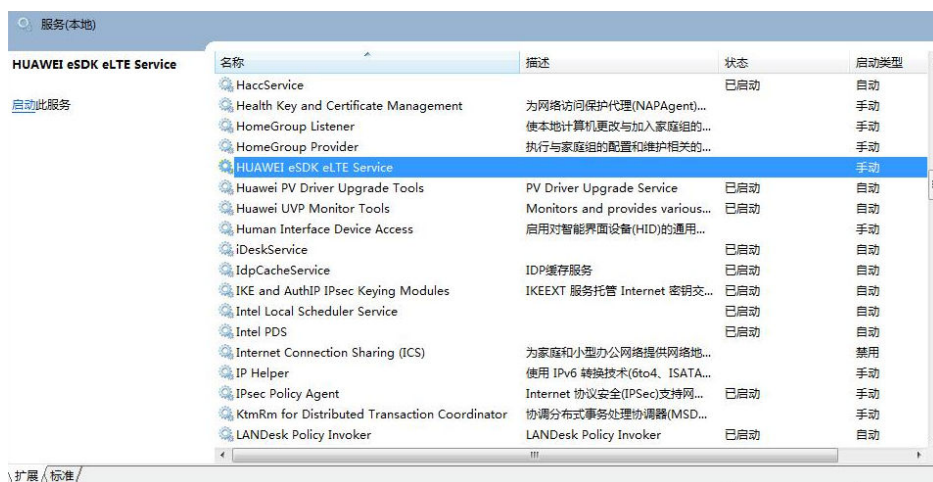 服务(本地)
HUAWEI eSDK eLTE Service
启动此服务
名称 描述 状态 启动类型
HaccService 已启动 自动
Health Key and Certificate Management 为网络访问保护代理(NAPAgent)... 手动
HomeGroup Listener 使本地计算机更改与加入家庭组的... 手动
HomeGroup Provider 执行与家庭组的配置和维护相关的... 手动
HUAWEI eSDK eLTE Service 手动
Huawei PV Driver Upgrade Tools PV Driver Upgrade Service 已启动 自动
Huawei UVP Monitor Tools Monitors and provides various... 已启动 自动
Human Interface Device Access 启用对智能界面设备(HID)的通用... 手动
iDeskService 已启动 自动
IdpCacheService IDP缓存服务 已启动 自动
IKE and AuthIP IPsec Keying Modules IKEEXT 服务托管 Internet 密钥交... 已启动 自动
Intel Local Scheduler Service 已启动 自动
Intel PDS 已启动 自动
Internet Connection Sharing (ICS) 为家庭和小型办公网络提供网络地... 禁用
IP Helper 使用 IPv6 转换技术(6to4、ISATA... 手动
IPsec Policy Agent Internet 协议安全(IPSec)支持网... 已启动 手动
KtmRm for Distributed Transaction Coordinator 协调分布式事务处理协调器(MSD... 手动
LANDesk Policy Invoker LANDesk Policy Invoker 已启动 自动
扩展 标准